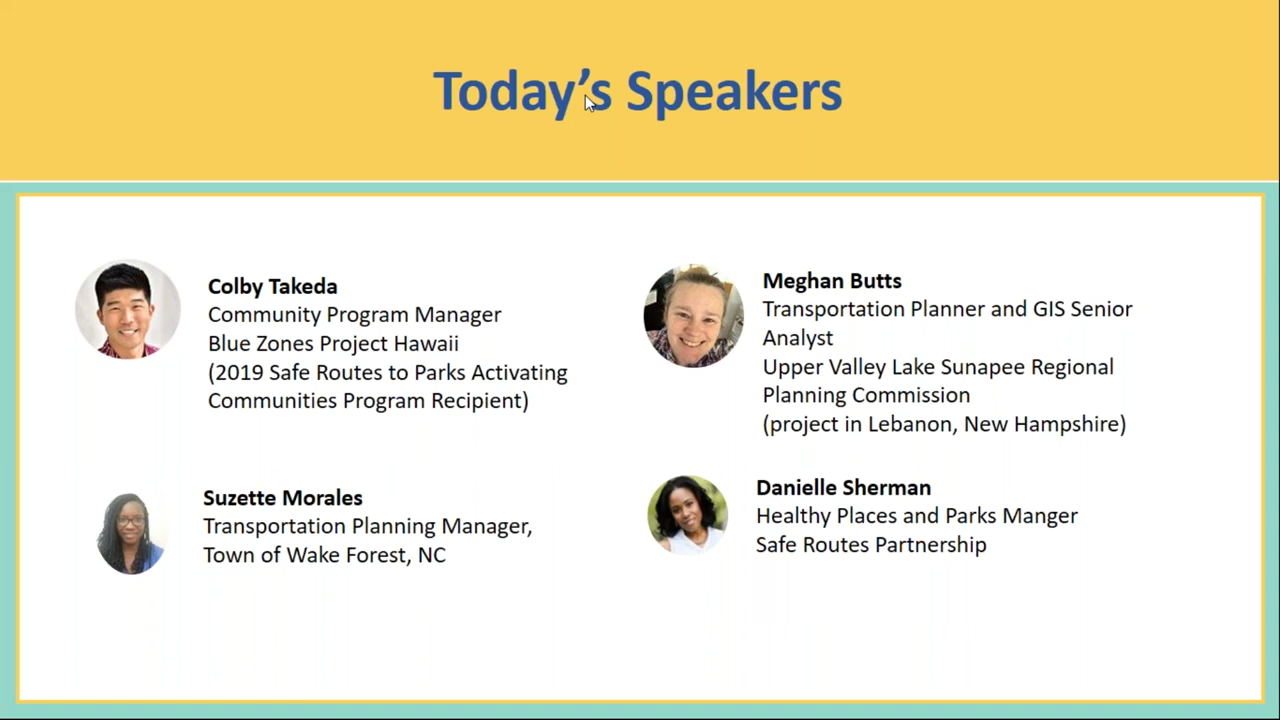 Today’s Speakers
Colby Takeda
Community Program Manager
Blue Zones Project Hawaii
(2019 Safe Routes to Parks Activating
Communities Program Recipient)
Meghan Butts
Transportation Planner and GIS Senior
Analyst
Upper Valley Lake Sunapee Regional
Planning Commission
(project in Lebanon, New Hampshire)
Suzette Morales
Transportation Planning Manager,
Town of Wake Forest, NC
Danielle Sherman
Healthy Places and Parks Manger
Safe Routes Partnership